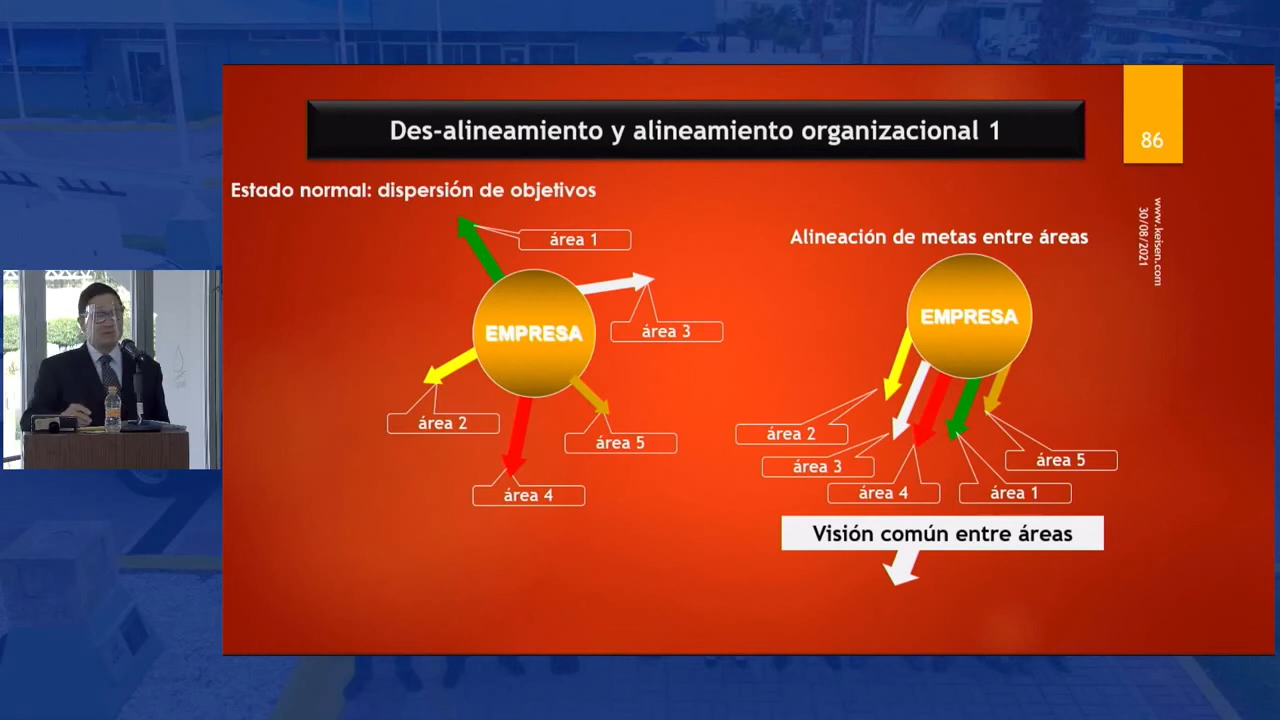 Des-alineamiento y alineamiento organizacional 1
86
www.keisen.com
30/08/2021
Estado normal: dispersión de objetivos
área 1
EMPRESA
área 3
área 2
área 5
área 4
Alineación de metas entre áreas
EMPRESA
área 2
área 3
área 4
área 1
área 5
Visión común entre áreas